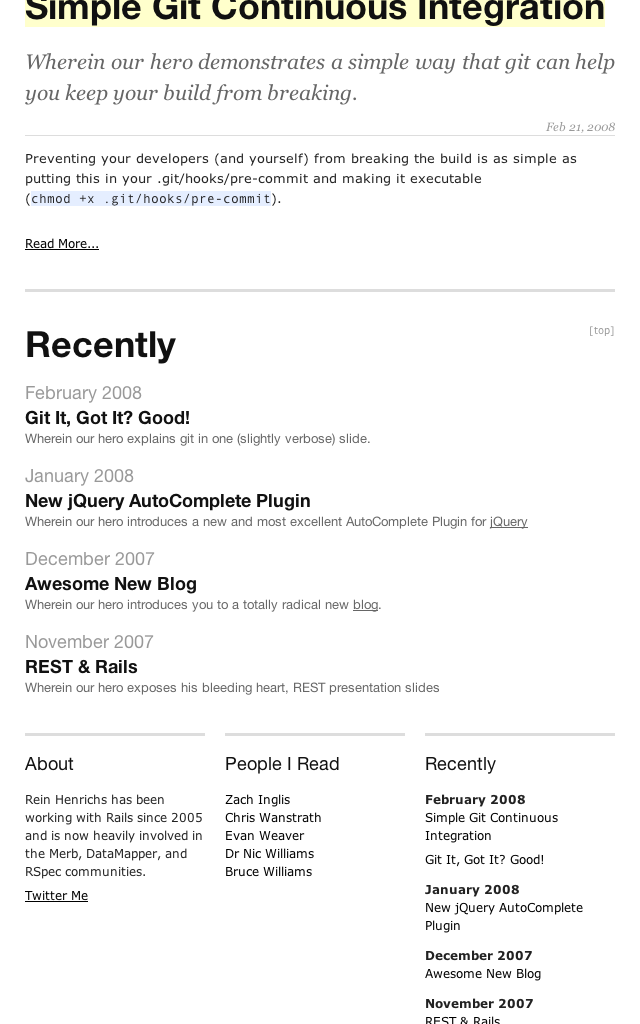 Simple Git Continuous Integration
Wherein our hero demonstrates a simple way that git can help
you keep your build from breaking.
Feb 21, 2008
Preventing your developers (and yourself) from breaking the build is as simple as
putting this in your .git/hooks/pre-commit and making it executable
(chmod +x .git/hooks/pre-commit).
Read More...
Recently
[top]
February 2008
Git It, Got It? Good!
Wherein our hero explains git in one (slightly verbose) slide.
January 2008
New jQuery AutoComplete Plugin
Wherein our hero introduces a new and most excellent AutoComplete Plugin for jQuery
December 2007
Awesome New Blog
Wherein our hero introduces you to a totally radical new blog.
November 2007
REST & Rails
Wherein our hero exposes his bleeding heart, REST presentation slides
About
Rein Henrichs has been
working with Rails since 2005
and is now heavily involved in
the Merb, DataMapper, and
RSpec communities.
Twitter Me
People I Read
Zach Inglis
Chris Wanstrath
Evan Weaver
Dr Nic Williams
Bruce Williams
Recently
February 2008
Simple Git Continuous
Integration
Git It, Got It? Good!
January 2008
New jQuery AutoComplete
Plugin
December 2007
Awesome New Blog
November 2007
REST & Rails